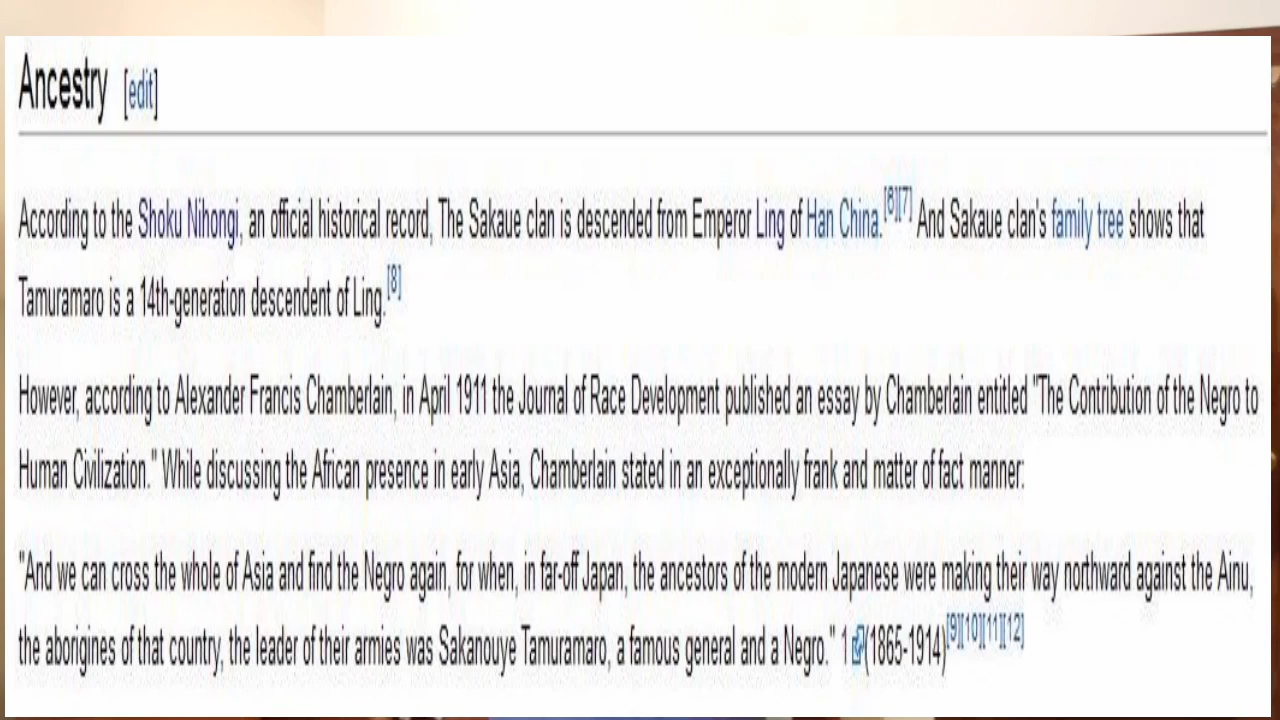 Ancestry [edit]
According to the Shoku Nihongi, an official historical record, The Sakaue clan is descended from Emperor Ling of Han China.[6][7] And Sakaue clan's family tree shows that
Tamuramaro is a 14th-generation descendent of Ling.[8]
However, according to Alexander Francis Chamberlain, in April 1911 the Journal of Race Development published an essay by Chamberlain entitled "The Contribution of the Negro to
Human Civilization." While discussing the African presence in early Asia, Chamberlain stated in an exceptionally frank and matter of fact manner:
"And we can cross the whole of Asia and find the Negro again, for when, in far-off Japan, the ancestors of the modern Japanese were making their way northward against the Ainu,
the aborigines of that country, the leader of their armies was Sakanouye Tamuramaro, a famous general and a Negro." 1 (1865-1914)[9][10][11][12]